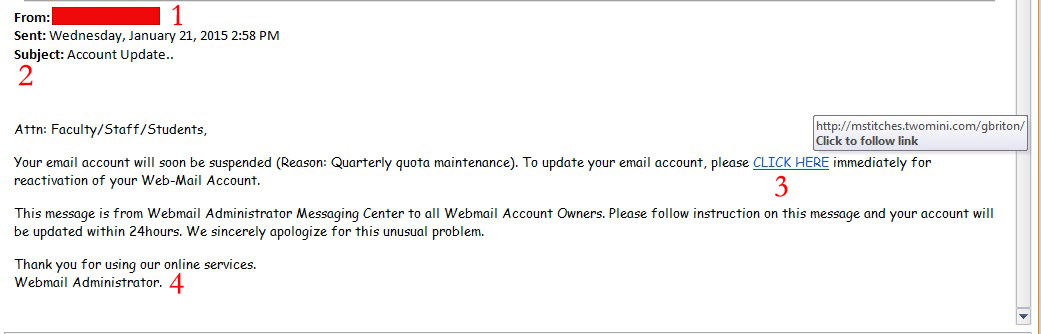 From: 1
Sent: Wednesday, January 21, 2015 2:58 PM
Subject: Account Update..
2
Attn: Faculty/Staff/Students,
http://mstitches.twomini.com/gbriton/
Click to follow link
Your email account will soon be suspended (Reason: Quarterly quota maintenance). To update your email account, please CLICK HERE immediately for
reactivation of your Web-Mail Account.
3
This message is from Webmail Administrator Messaging Center to all Webmail Account Owners. Please follow instruction on this message and your account will
be updated within 24hours. We sincerely apologize for this unusual problem.
Thank you for using our online services.
Webmail Administrator. 4